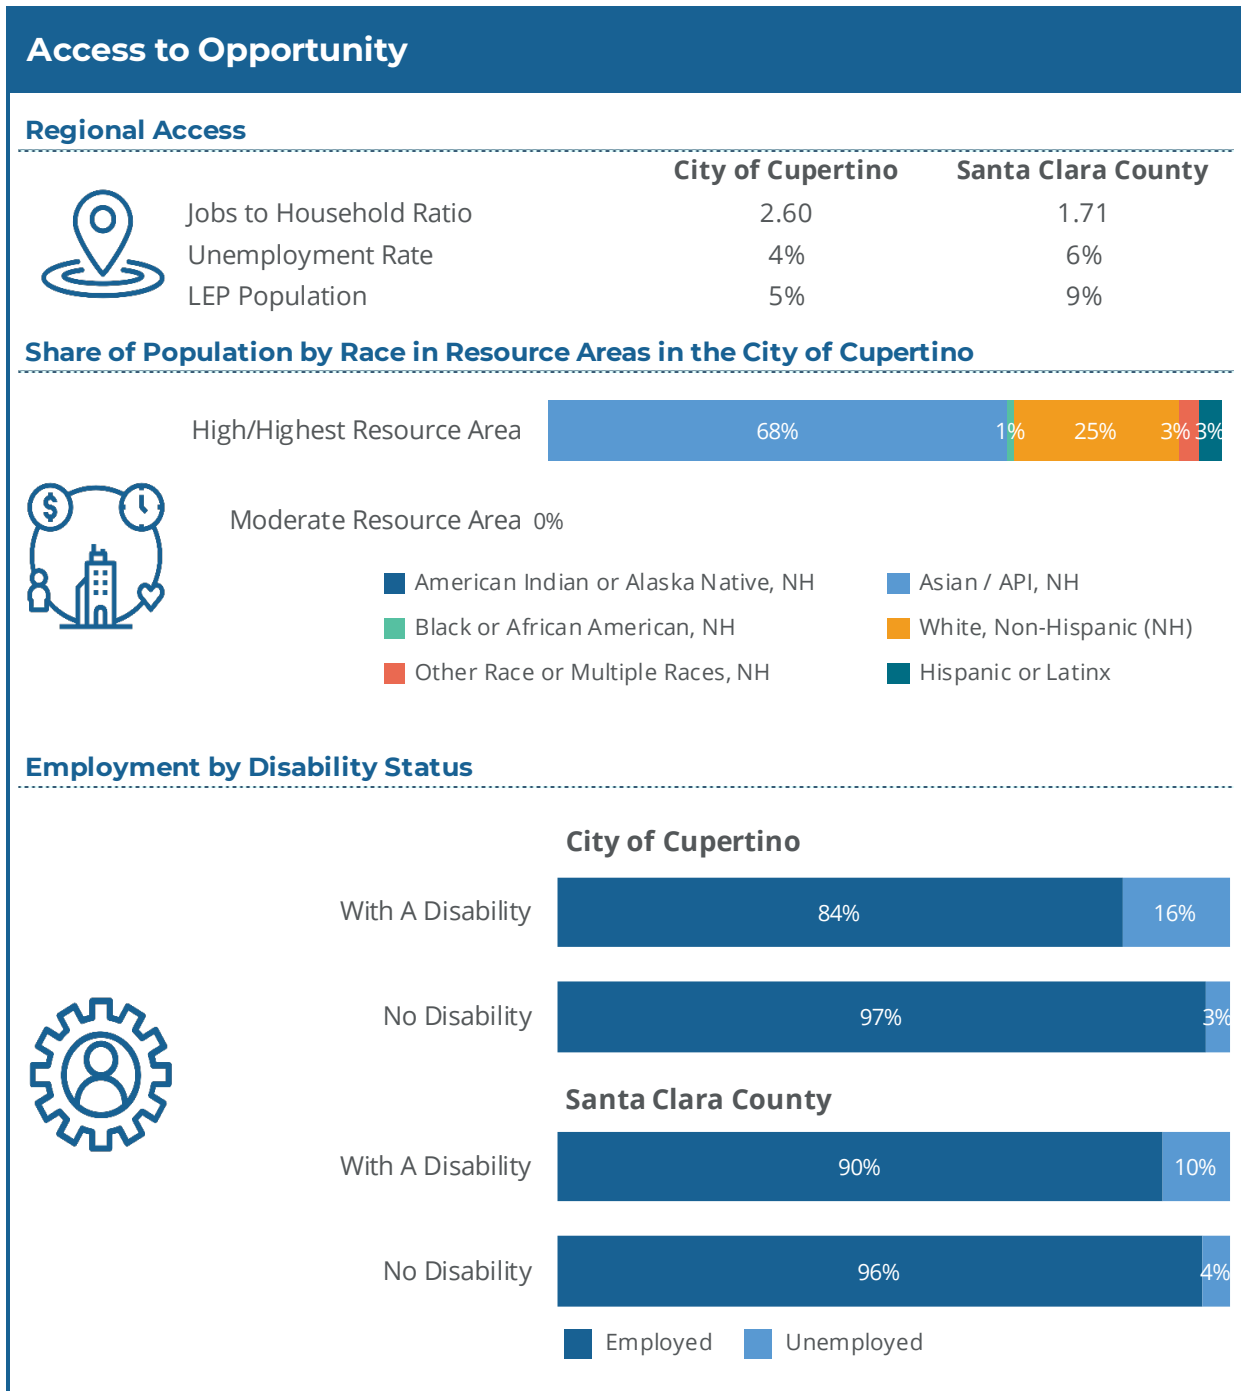 Access to Opportunity
Regional Access
City of Cupertino Santa Clara County
Jobs to Household Ratio 2.60 1.71
Unemployment Rate 4% 6%
LEP Population 5% 9%
Share of Population by Race in Resource Areas in the City of Cupertino
High/Highest Resource Area 68% 1% 25% 3% 3%
$
Moderate Resource Area 0%
American Indian or Alaska Native, NH Asian / API, NH
Black or African American, NH White, Non-Hispanic (NH)
Other Race or Multiple Races, NH Hispanic or Latinx
Employment by Disability Status
City of Cupertino
With A Disability 84% 16%
No Disability 97% 3%
Santa Clara County
With A Disability 90% 10%
No Disability 96% 4%
Employed Unemployed